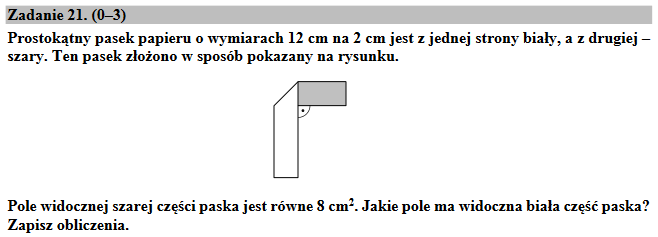 Zadanie 21. (0–3)
Prostokątny pasek papieru o wymiarach 12 cm na 2 cm jest z jednej strony biały, a z drugiej –
szary. Ten pasek złożono w sposób pokazany na rysunku.
Pole widocznej szarej części paska jest równe 8 cm². Jakie pole ma widoczna biała część paska?
Zapisz obliczenia.